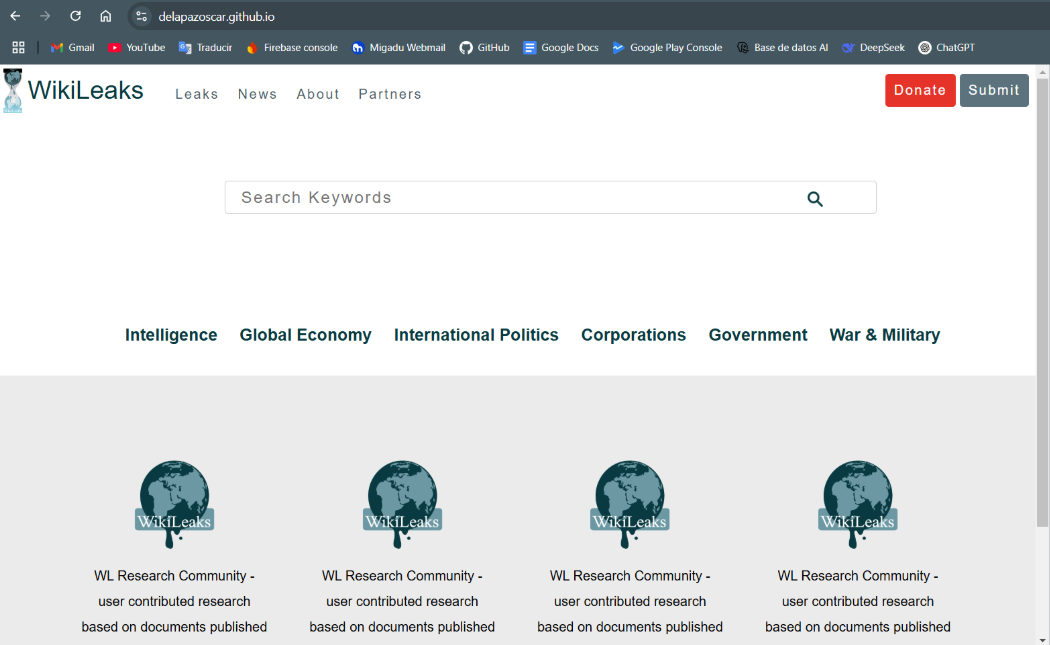 delapazoscar.github.io
Gmail YouTube Traducir Firebase console Migadu Webmail GitHub Google Docs Google Play Console Base de datos AI DeepSeek ChatGPT
WikiLeaks Leaks News About Partners Donate Submit
Search Keywords
Intelligence Global Economy International Politics Corporations Government War & Military
WikiLeaks WikiLeaks WikiLeaks WikiLeaks
WL Research Community - WL Research Community - WL Research Community - WL Research Community -
user contributed research user contributed research user contributed research user contributed research
based on documents published based on documents published based on documents published based on documents published